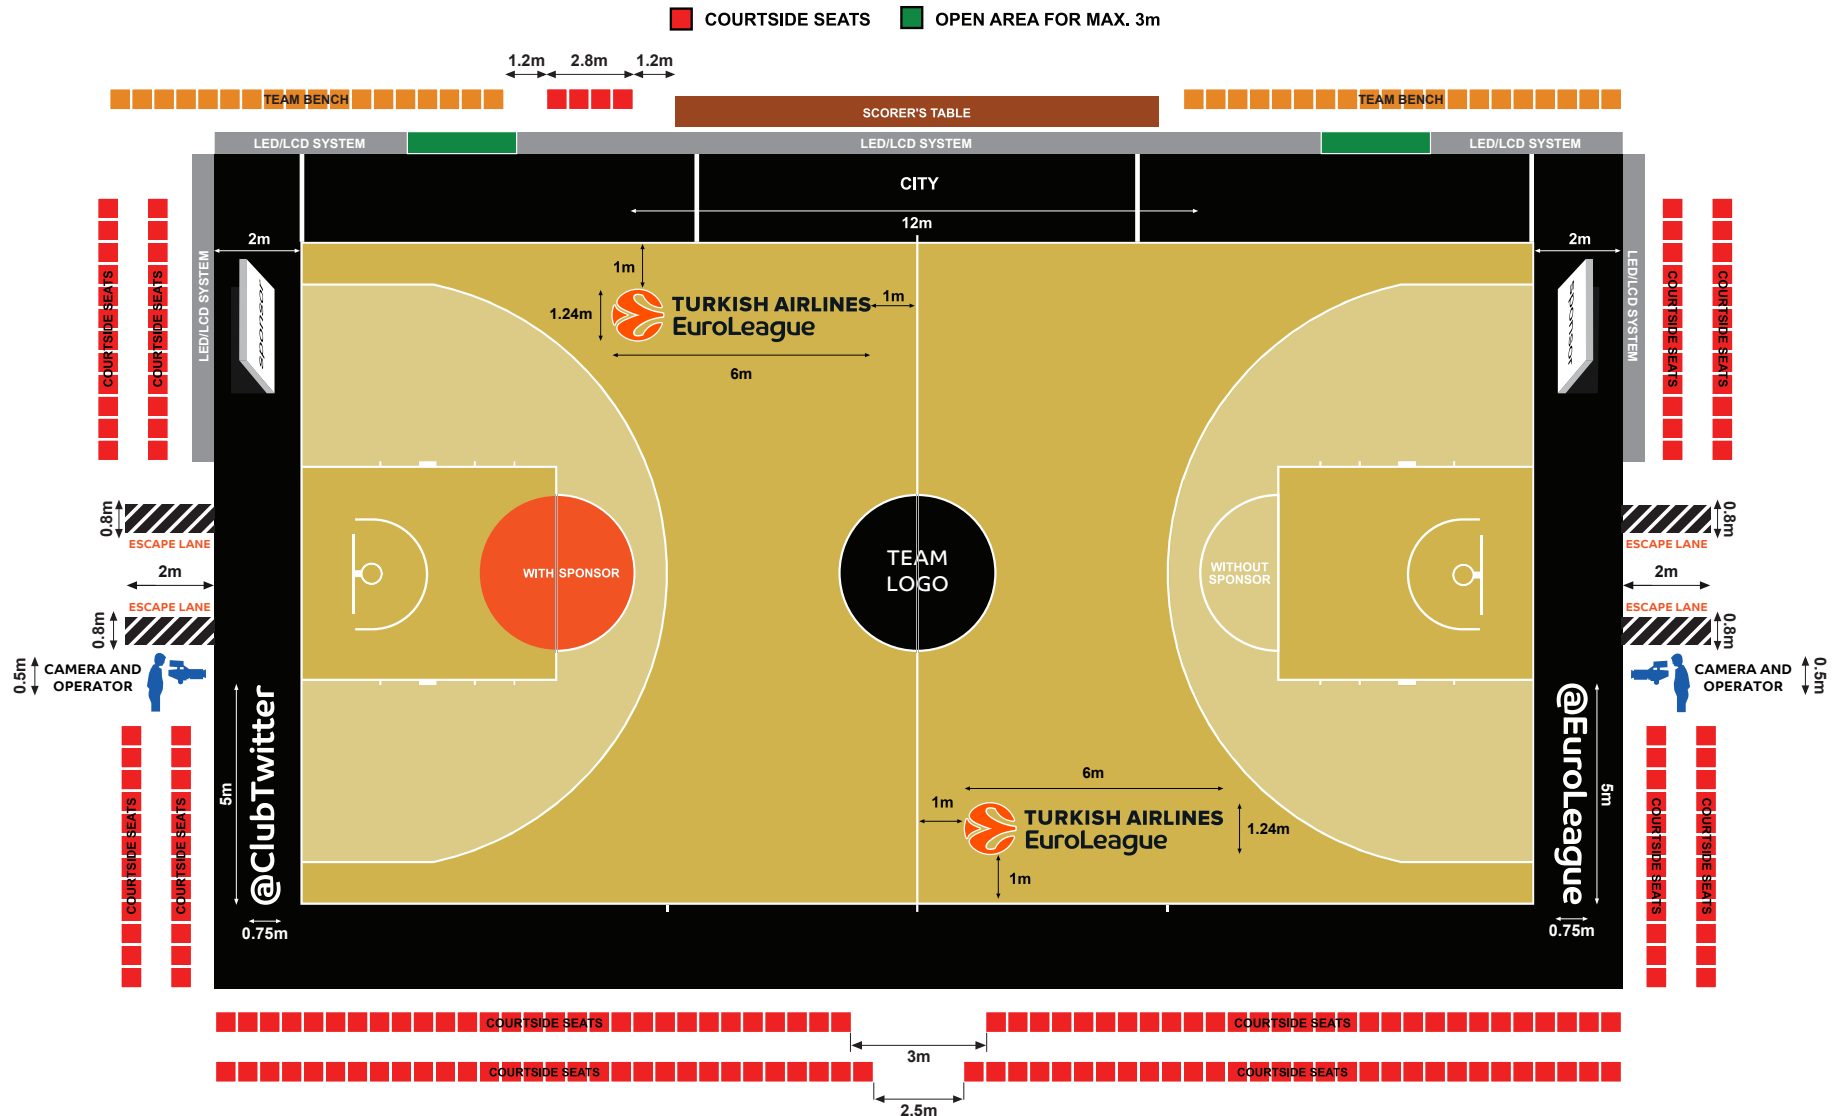 COURTSIDE SEATS
OPEN AREA FOR MAX. 3m
1.2m
2.8m
1.2m
TEAM BENCH
SCORER'S TABLE
TEAM BENCH
LED/LCD SYSTEM
LED/LCD SYSTEM
LED/LCD SYSTEM
CITY
12m
2m
2m
COURTSIDE SEATS
COURTSIDE SEATS
LED/LCD SYSTEM
sponsor
1m
1.24m
TURKISH AIRLINES
EuroLeague
1m
6m
sponsor
LED/LCD SYSTEM
COURTSIDE SEATS
COURTSIDE SEATS
0.8m
ESCAPE LANE
2m
ESCAPE LANE
0.8m
0.5m
CAMERA AND
OPERATOR
WITH SPONSOR
TEAM
LOGO
WITHOUT
SPONSOR
0.8m
ESCAPE LANE
2m
ESCAPE LANE
0.8m
CAMERA AND
OPERATOR
0.5m
COURTSIDE SEATS
COURTSIDE SEATS
5m
@ClubTwitter
0.75m
6m
1m
TURKISH AIRLINES
EuroLeague
1.24m
1m
@EuroLeague
5m
0.75m
COURTSIDE SEATS
COURTSIDE SEATS
COURTSIDE SEATS
COURTSIDE SEATS
3m
COURTSIDE SEATS
COURTSIDE SEATS
2.5m